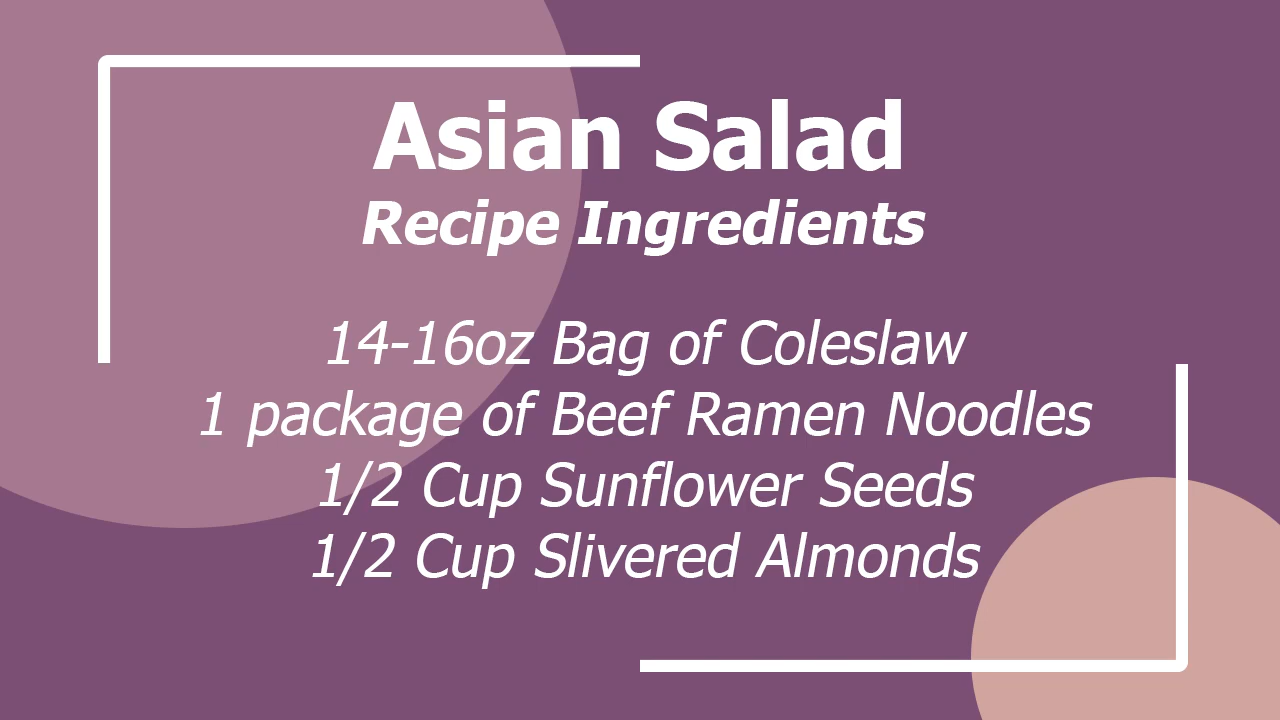 Asian Salad
Recipe Ingredients
14-16oz Bag of Coleslaw
1 package of Beef Ramen Noodles
1/2 Cup Sunflower Seeds
1/2 Cup Slivered Almonds